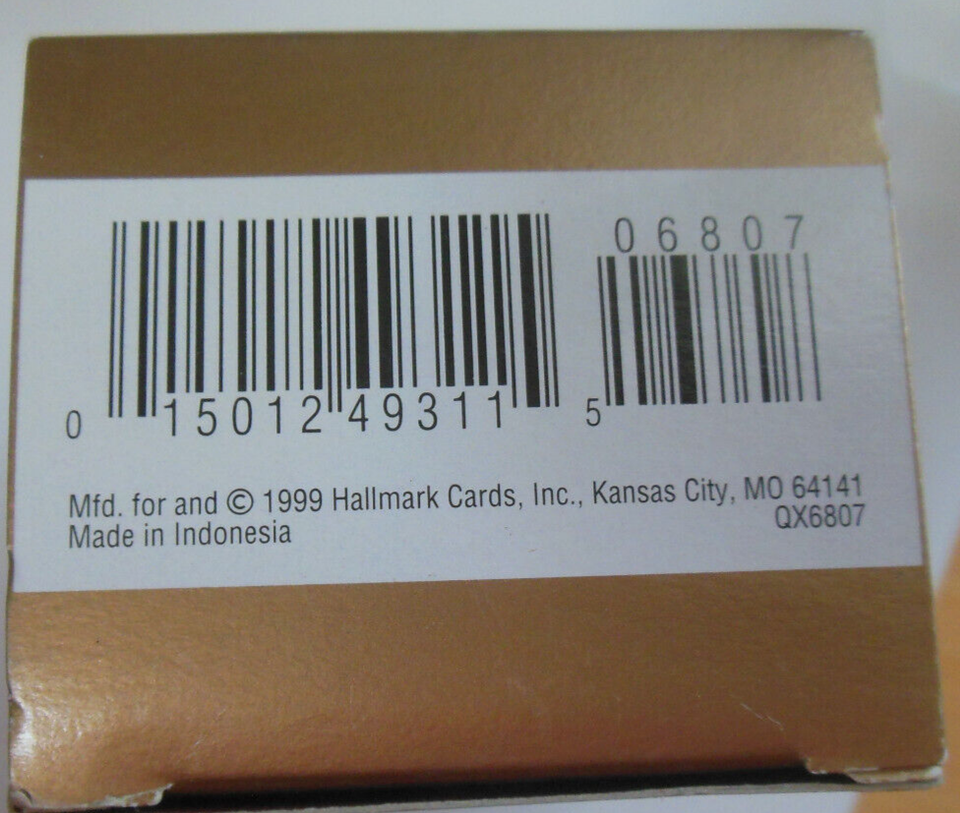 06807
0 15012 49311 5
Mfd. for and © 1999 Hallmark Cards, Inc., Kansas City, MO 64141
Made in Indonesia
QX6807